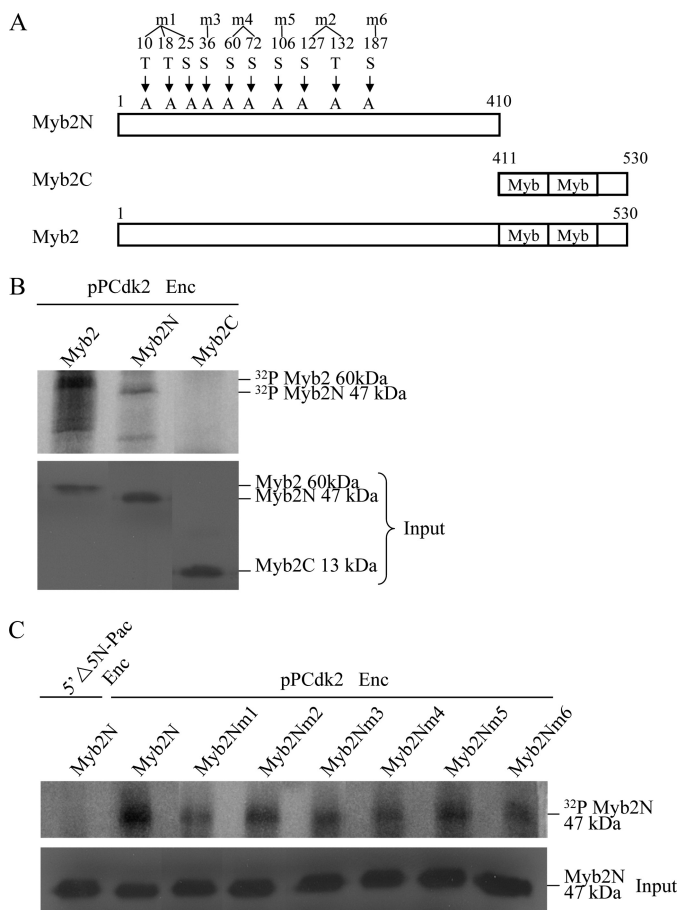 A
m1 m3 m4 m5 m2 m6
10 18 25 36 60 72 106 127 132 187
T T S S S S S S T S
A A A A A A A A A A
1 410
Myb2N
411 530
Myb2C Myb Myb
1 530
Myb2 Myb Myb
B
pPCdk2 Enc
Myb2 Myb2N Myb2C
32P Myb2 60kDa
32P Myb2N 47 kDa
Myb2 60kDa
Myb2N 47 kDa
Input
Myb2C 13 kDa
C
5' △5N-Pac
Enc
pPCdk2 Enc
Myb2N Myb2N Myb2Nm1 Myb2Nm2 Myb2Nm3 Myb2Nm4 Myb2Nm5 Myb2Nm6
32P Myb2N
47 kDa
Myb2N
47 kDa Input